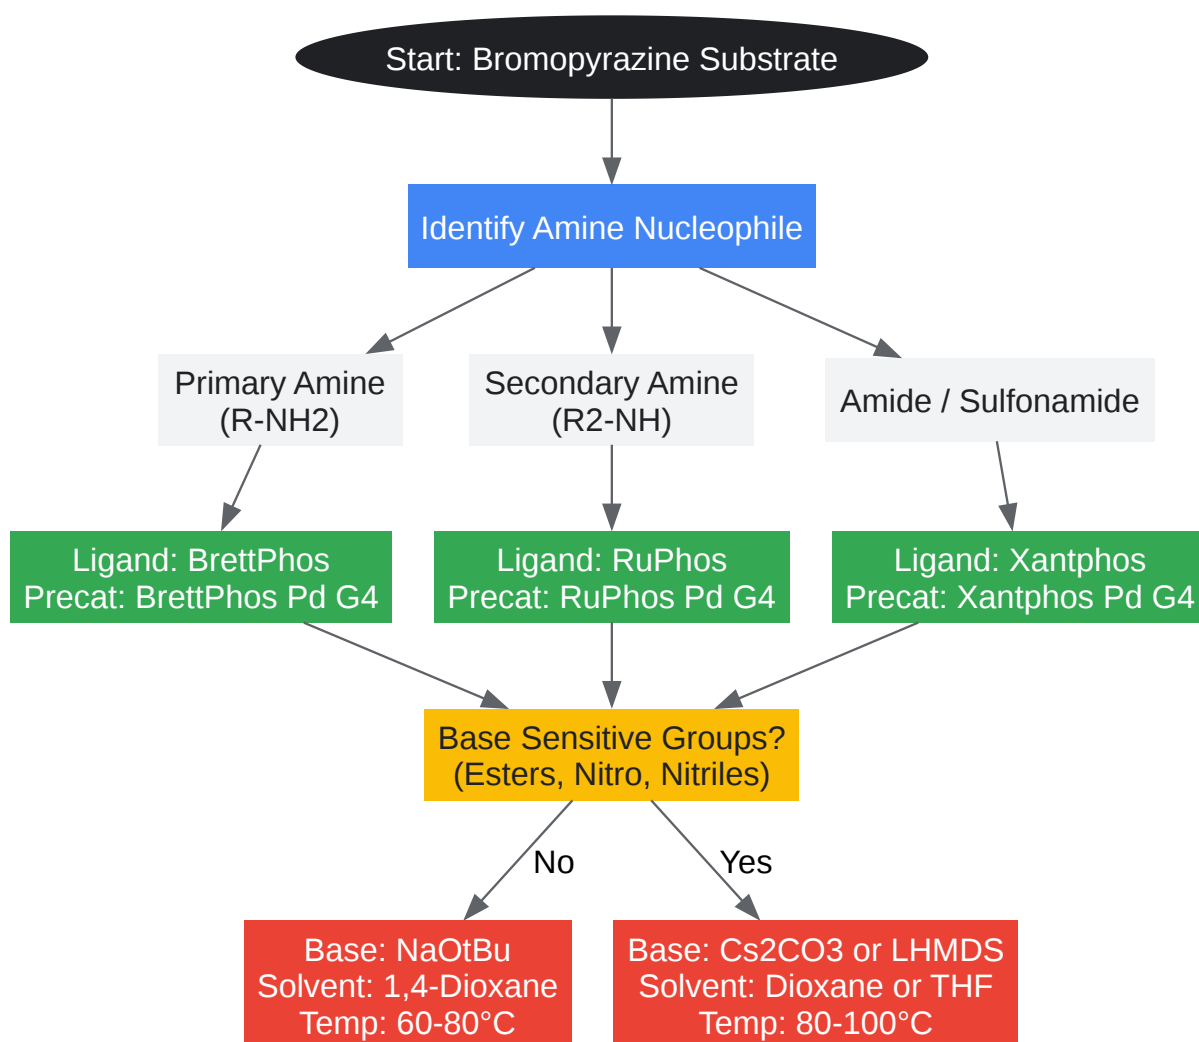 Start: Bromopyrazine Substrate
Identify Amine Nucleophile
Primary Amine
(R-NH2)
Secondary Amine
(R2-NH)
Amide / Sulfonamide
Ligand: BrettPhos
Precat: BrettPhos Pd G4
Ligand: RuPhos
Precat: RuPhos Pd G4
Ligand: Xantphos
Precat: Xantphos Pd G4
Base Sensitive Groups?
(Esters, Nitro, Nitriles)
No
Yes
Base: NaOtBu
Solvent: 1,4-Dioxane
Temp: 60-80°C
Base: Cs2CO3 or LHMDS
Solvent: Dioxane or THF
Temp: 80-100°C